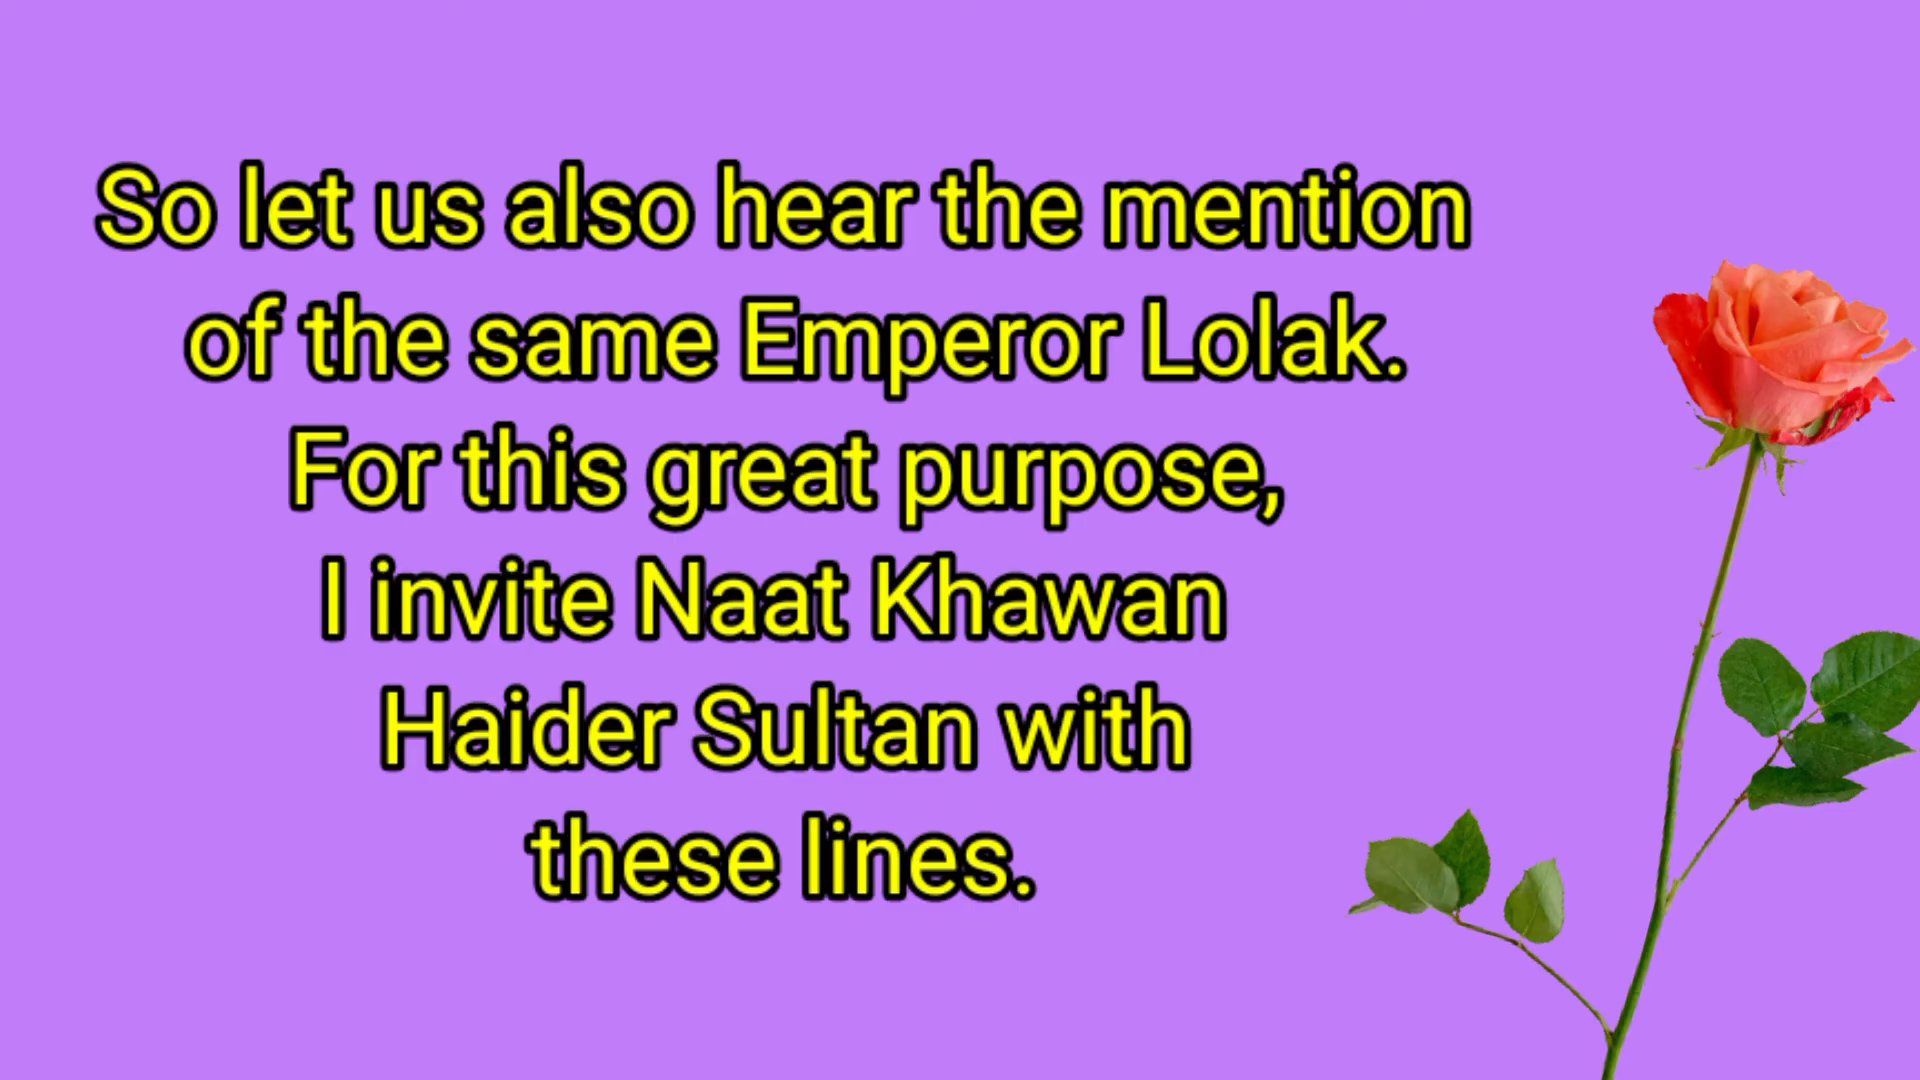 So let us also hear the mention
of the same Emperor Lolak.
For this great purpose,
I invite Naat Khawan
Haider Sultan with
these lines.